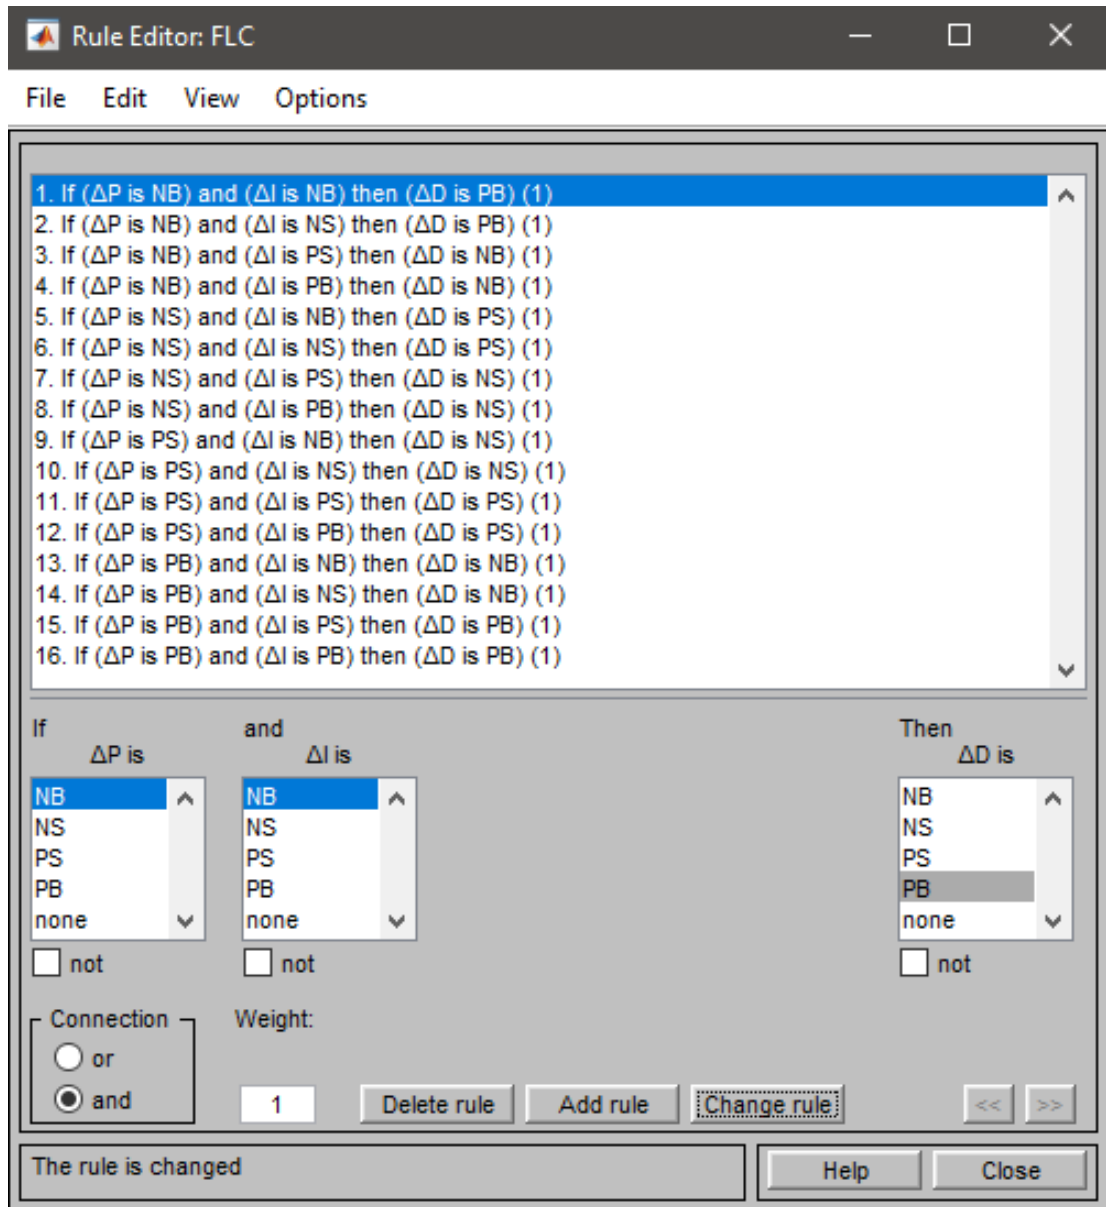 Rule Editor: FLC
File Edit View Options
1. If (ΔP is NB) and (ΔI is NB) then (ΔD is PB) (1)
2. If (ΔP is NB) and (ΔI is NS) then (ΔD is PB) (1)
3. If (ΔP is NB) and (ΔI is PS) then (ΔD is NB) (1)
4. If (ΔP is NB) and (ΔI is PB) then (ΔD is NB) (1)
5. If (ΔP is NS) and (ΔI is NB) then (ΔD is PS) (1)
6. If (ΔP is NS) and (ΔI is NS) then (ΔD is PS) (1)
7. If (ΔP is NS) and (ΔI is PS) then (ΔD is NS) (1)
8. If (ΔP is NS) and (ΔI is PB) then (ΔD is NS) (1)
9. If (ΔP is PS) and (ΔI is NB) then (ΔD is NS) (1)
10. If (ΔP is PS) and (ΔI is NS) then (ΔD is NS) (1)
11. If (ΔP is PS) and (ΔI is PS) then (ΔD is PS) (1)
12. If (ΔP is PS) and (ΔI is PB) then (ΔD is PS) (1)
13. If (ΔP is PB) and (ΔI is NB) then (ΔD is NB) (1)
14. If (ΔP is PB) and (ΔI is NS) then (ΔD is NB) (1)
15. If (ΔP is PB) and (ΔI is PS) then (ΔD is PB) (1)
16. If (ΔP is PB) and (ΔI is PB) then (ΔD is PB) (1)
If and Then
ΔP is ΔI is ΔD is
NB NB NB
NS NS NS
PS PS PS
PB PB PB
none none none
not not not
Connection Weight:
or
and 1 Delete rule Add rule Change rule << >>
The rule is changed Help Close